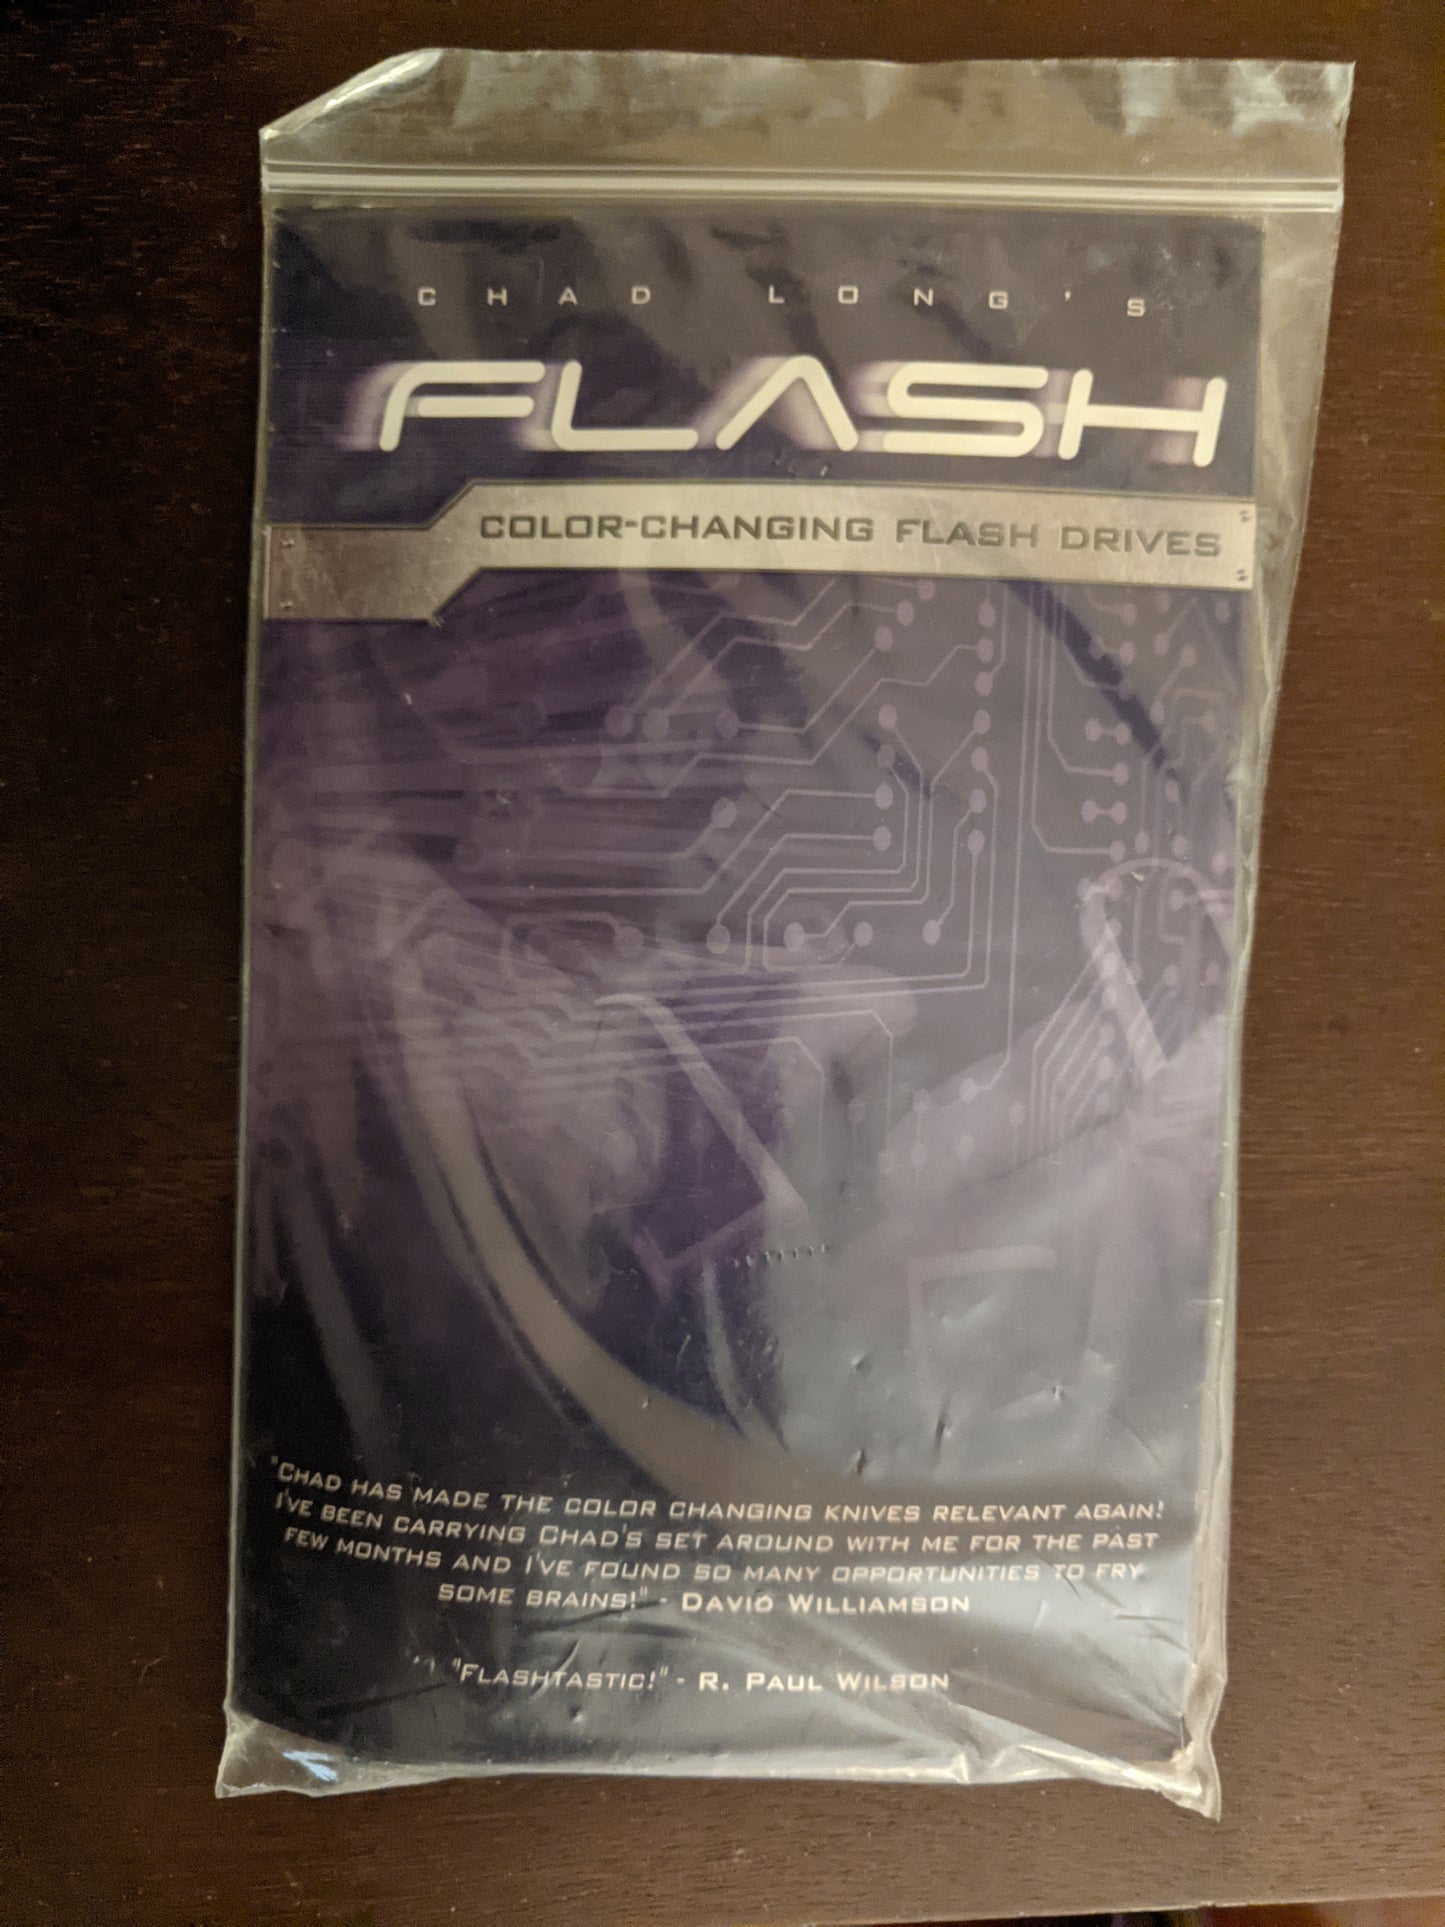 CHAD LONG'S
FLASH
COLOR-CHANGING FLASH DRIVES
"CHAD HAS MADE THE COLOR CHANGING KNIVES RELEVANT AGAIN!
I'VE BEEN CARRYING CHAD'S SET AROUND WITH ME FOR THE PAST
FEW MONTHS AND I'VE FOUND SO MANY OPPORTUNITIES TO FRY
SOME BRAINS!" - DAVID WILLIAMSON
"FLASHTASTIC!" - R. PAUL WILSON